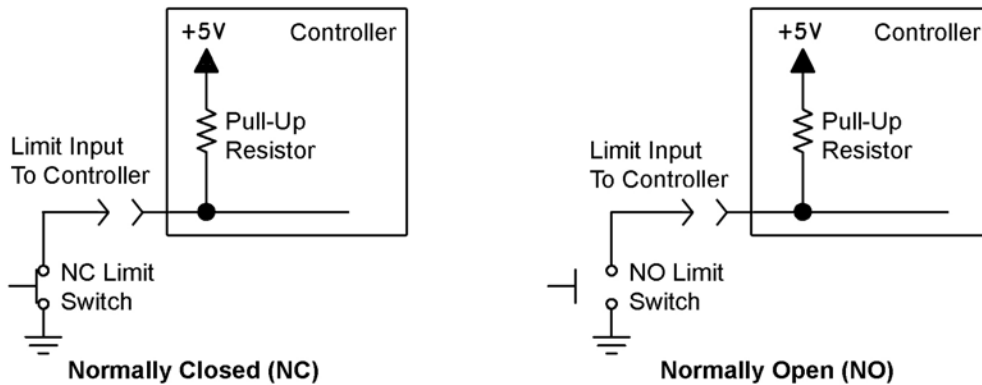 +5V
Controller
Pull-Up
Resistor
Limit Input
To Controller
NC Limit
Switch
Normally Closed (NC)
+5V
Controller
Pull-Up
Resistor
Limit Input
To Controller
NO Limit
Switch
Normally Open (NO)